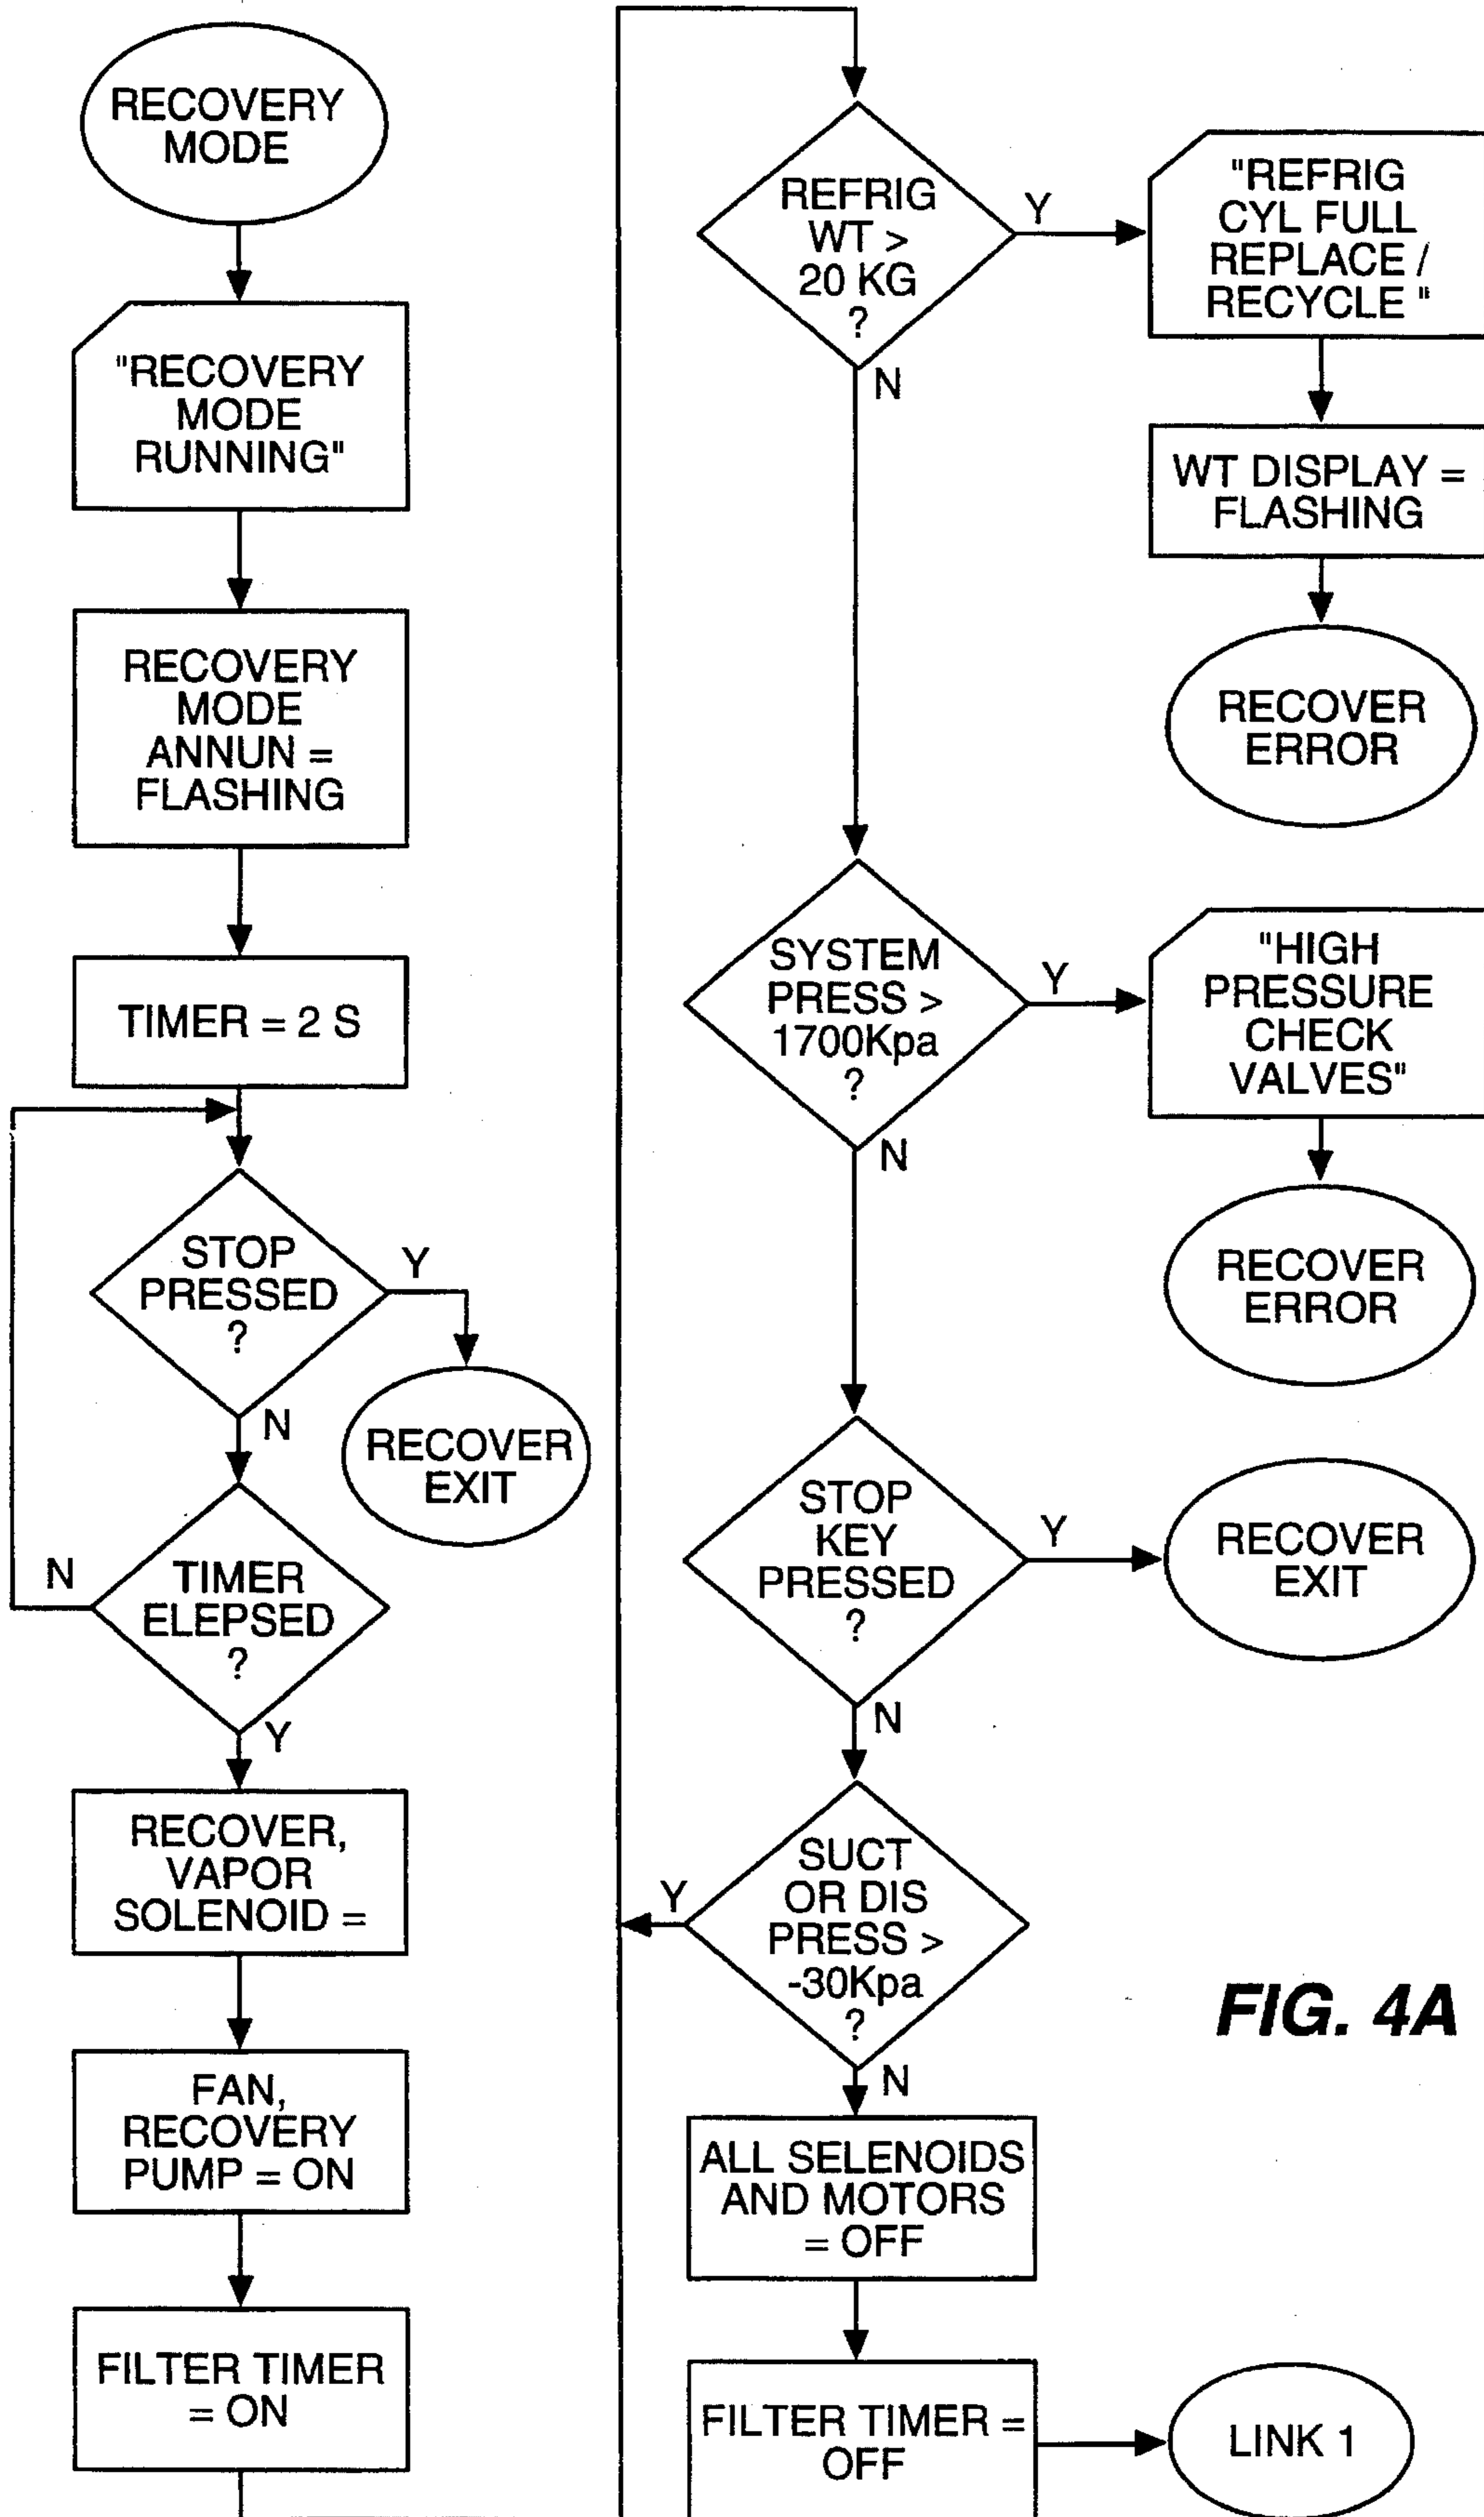 RECOVERY
MODE
"RECOVERY
MODE
RUNNING"
RECOVERY
MODE
ANNUN =
FLASHING
TIMER = 2 S
STOP
PRESSED
?
Y
N
RECOVER
EXIT
TIMER
ELEPSED
?
N
Y
RECOVER,
VAPOR
SOLENOID =
FAN,
RECOVERY
PUMP = ON
FILTER TIMER
= ON
REFRIG
WT >
20 KG
?
Y
N
"REFRIG
CYL FULL
REPLACE /
RECYCLE "
WT DISPLAY =
FLASHING
RECOVER
ERROR
SYSTEM
PRESS >
1700Kpa
?
Y
N
"HIGH
PRESSURE
CHECK
VALVES"
RECOVER
ERROR
STOP
KEY
PRESSED
?
Y
N
RECOVER
EXIT
SUCT
OR DIS
PRESS >
-30Kpa
?
Y
N
ALL SELENOIDS
AND MOTORS
= OFF
FILTER TIMER =
OFF
LINK 1
FIG. 4A